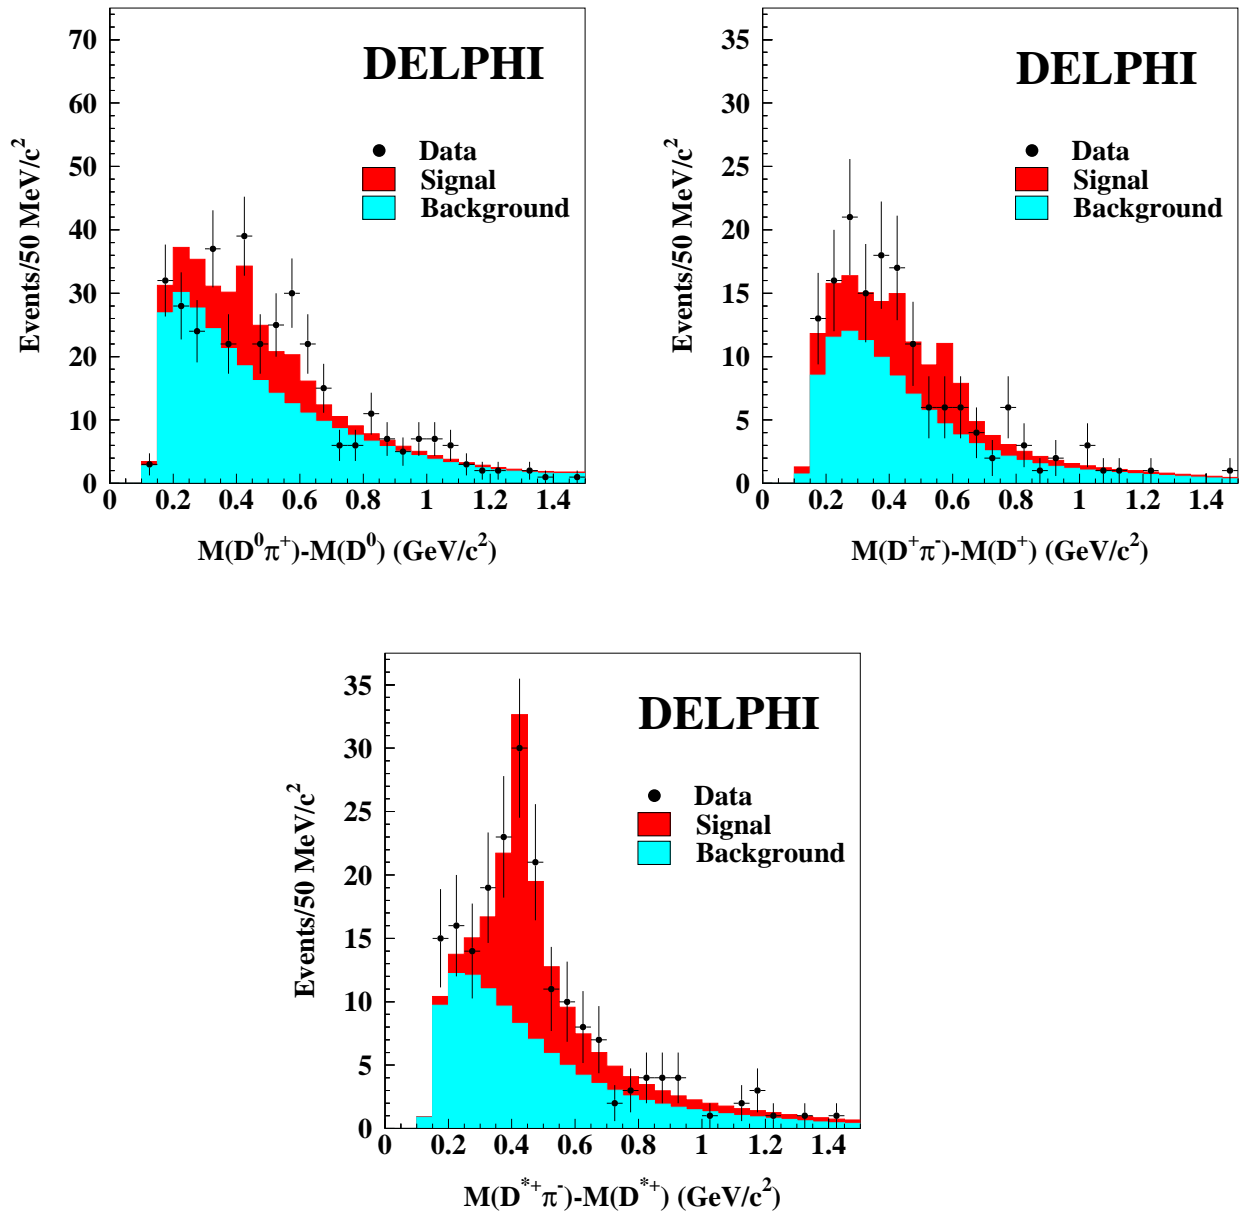 DELPHI
Data
Signal
Background
Events/50 MeV/c²
70
60
50
40
30
20
10
0
0 0.2 0.4 0.6 0.8 1 1.2 1.4
M(D⁰π⁺)-M(D⁰) (GeV/c²)
DELPHI
Data
Signal
Background
Events/50 MeV/c²
35
30
25
20
15
10
5
0
0 0.2 0.4 0.6 0.8 1 1.2 1.4
M(D⁺π⁻)-M(D⁺) (GeV/c²)
DELPHI
Data
Signal
Background
Events/50 MeV/c²
35
30
25
20
15
10
5
0
0 0.2 0.4 0.6 0.8 1 1.2 1.4
M(D*⁺π⁻)-M(D*⁺) (GeV/c²)